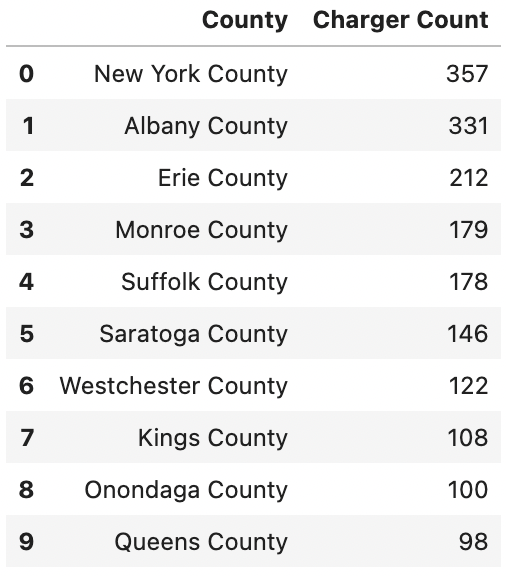 County Charger Count
0 New York County 357
1 Albany County 331
2 Erie County 212
3 Monroe County 179
4 Suffolk County 178
5 Saratoga County 146
6 Westchester County 122
7 Kings County 108
8 Onondaga County 100
9 Queens County 98